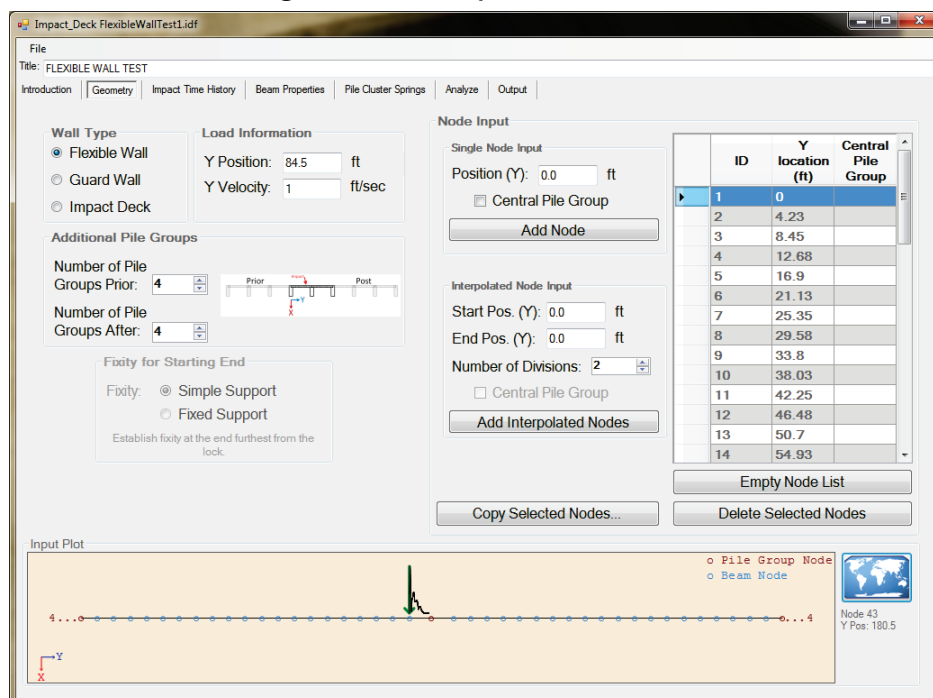 Impact_Deck FlexibleWallTest1.idf
File
Title: FLEXIBLE WALL TEST
Introduction Geometry Impact Time History Beam Properties Pile Cluster Springs Analyze Output
Wall Type
Flexible Wall
Guard Wall
Impact Deck
Load Information
Y Position: 84.5 ft
Y Velocity: 1 ft/sec
Additional Pile Groups
Number of Pile
Groups Prior: 4
Number of Pile
Groups After: 4
Prior Post
Y
X
Fixity for Starting End
Fixity: Simple Support
Fixed Support
Establish fixity at the end furthest from the
lock.
Node Input
Single Node Input
Position (Y): 0.0 ft
Central Pile Group
Add Node
Interpolated Node Input
Start Pos. (Y): 0.0 ft
End Pos. (Y): 0.0 ft
Number of Divisions: 2
Central Pile Group
Add Interpolated Nodes
Copy Selected Nodes...
ID Y location (ft) Central Pile Group
1 0
2 4.23
3 8.45
4 12.68
5 16.9
6 21.13
7 25.35
8 29.58
9 33.8
10 38.03
11 42.25
12 46.48
13 50.7
14 54.93
Empty Node List
Delete Selected Nodes
Input Plot
o Pile Group Node
o Beam Node
4... ...4
Y
X
Node 43
Y Pos: 180.5